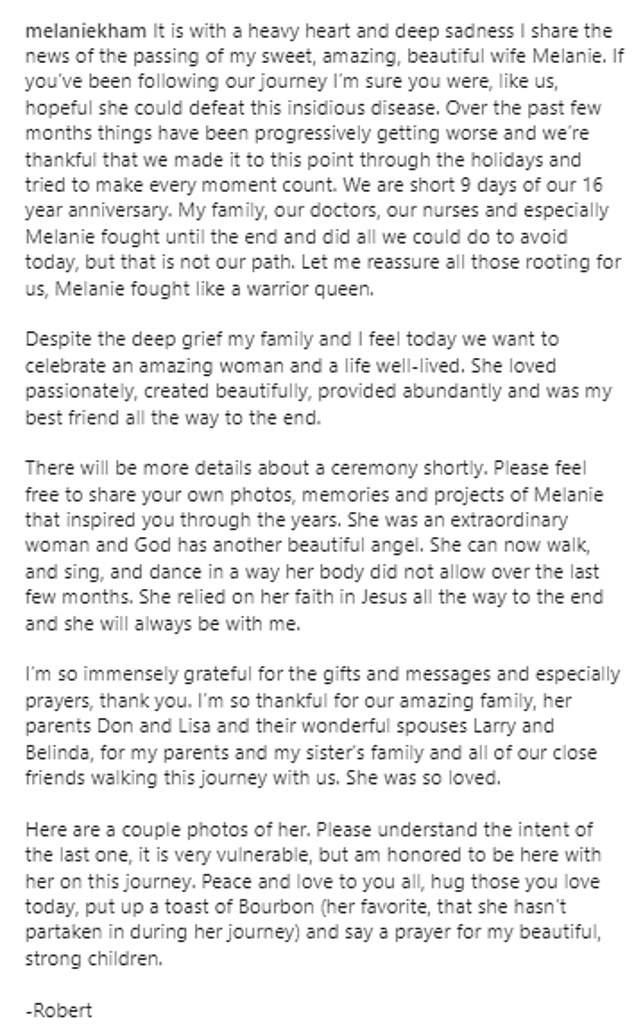 melaniekham It is with a heavy heart and deep sadness I share the
news of the passing of my sweet, amazing, beautiful wife Melanie. If
you've been following our journey I'm sure you were, like us,
hopeful she could defeat this insidious disease. Over the past few
months things have been progressively getting worse and we're
thankful that we made it to this point through the holidays and
tried to make every moment count. We are short 9 days of our 16
year anniversary. My family, our doctors, our nurses and especially
Melanie fought until the end and did all we could do to avoid
today, but that is not our path. Let me reassure all those rooting for
us, Melanie fought like a warrior queen.

Despite the deep grief my family and I feel today we want to
celebrate an amazing woman and a life well-lived. She loved
passionately, created beautifully, provided abundantly and was my
best friend all the way to the end.

There will be more details about a ceremony shortly. Please feel
free to share your own photos, memories and projects of Melanie
that inspired you through the years. She was an extraordinary
woman and God has another beautiful angel. She can now walk,
and sing, and dance in a way her body did not allow over the last
few months. She relied on her faith in Jesus all the way to the end
and she will always be with me.

I'm so immensely grateful for the gifts and messages and especially
prayers, thank you. I'm so thankful for our amazing family, her
parents Don and Lisa and their wonderful spouses Larry and
Belinda, for my parents and my sister's family and all of our close
friends walking this journey with us. She was so loved.

Here are a couple photos of her. Please understand the intent of
the last one, it is very vulnerable, but am honored to be here with
her on this journey. Peace and love to you all, hug those you love
today, put up a toast of Bourbon (her favorite, that she hasn't
partaken in during her journey) and say a prayer for my beautiful,
strong children.

-Robert